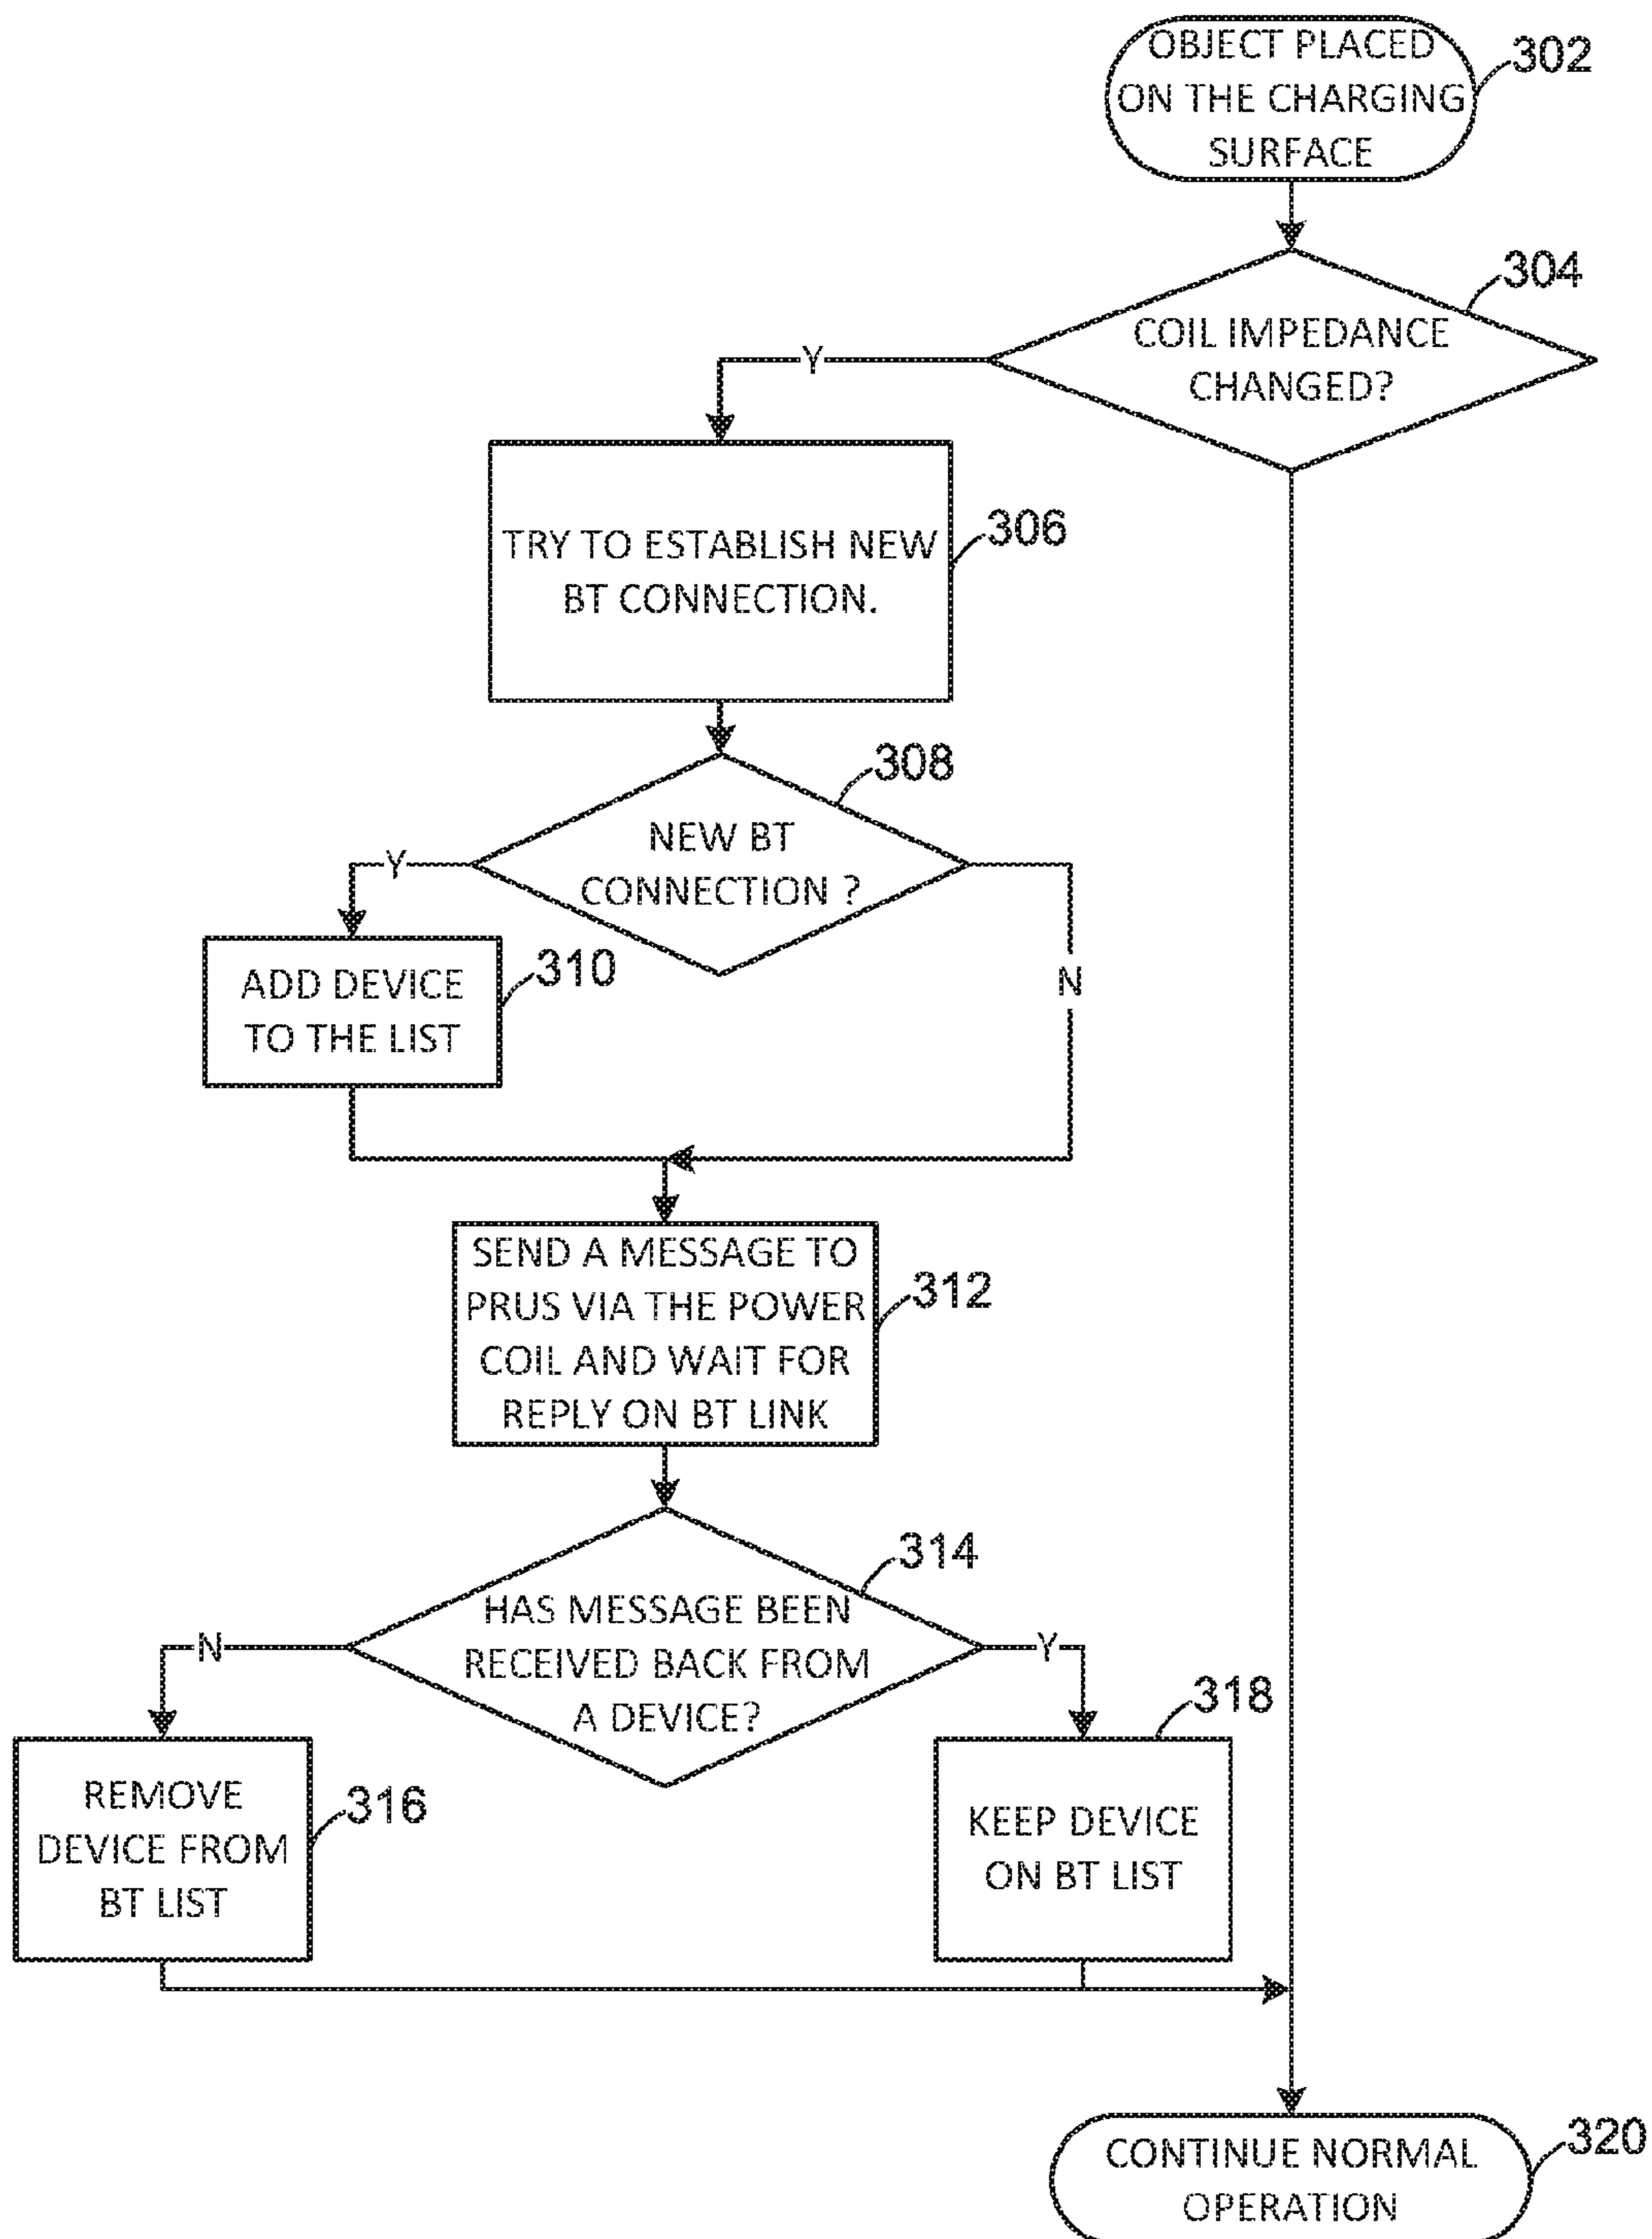 OBJECT PLACED
ON THE CHARGING
SURFACE
302
COIL IMPEDANCE
CHANGED?
304
Y
TRY TO ESTABLISH NEW
BT CONNECTION.
306
NEW BT
CONNECTION ?
308
Y
N
ADD DEVICE
TO THE LIST
310
SEND A MESSAGE TO
PRUS VIA THE POWER
COIL AND WAIT FOR
REPLY ON BT LINK
312
HAS MESSAGE BEEN
RECEIVED BACK FROM
A DEVICE?
314
N
Y
REMOVE
DEVICE FROM
BT LIST
316
KEEP DEVICE
ON BT LIST
318
CONTINUE NORMAL
OPERATION
320